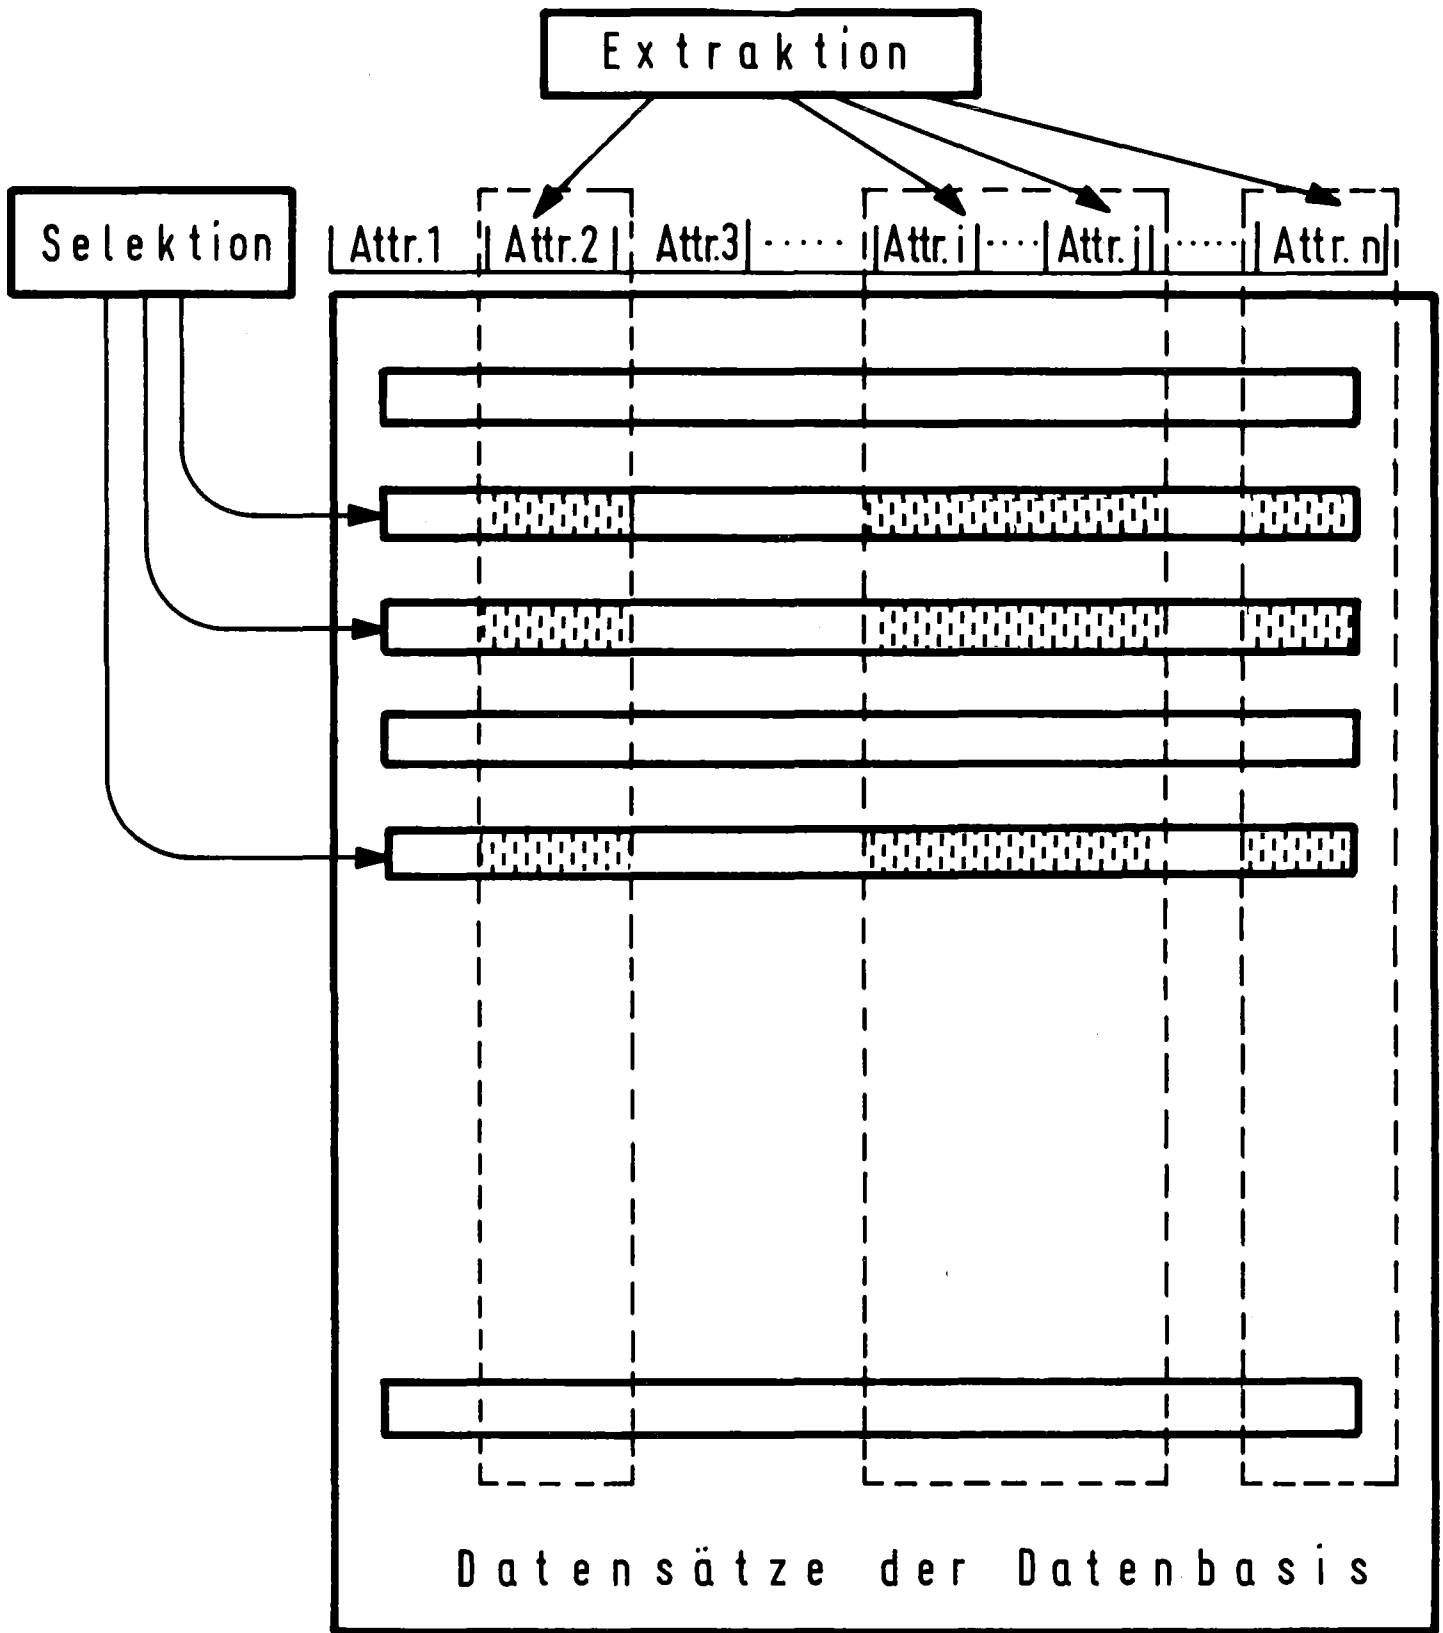 Extraktion
Selektion
Attr.1 Attr.2 Attr.3 ..... Attr.i .... Attr.j ..... Attr.n
Datensätze der Datenbasis